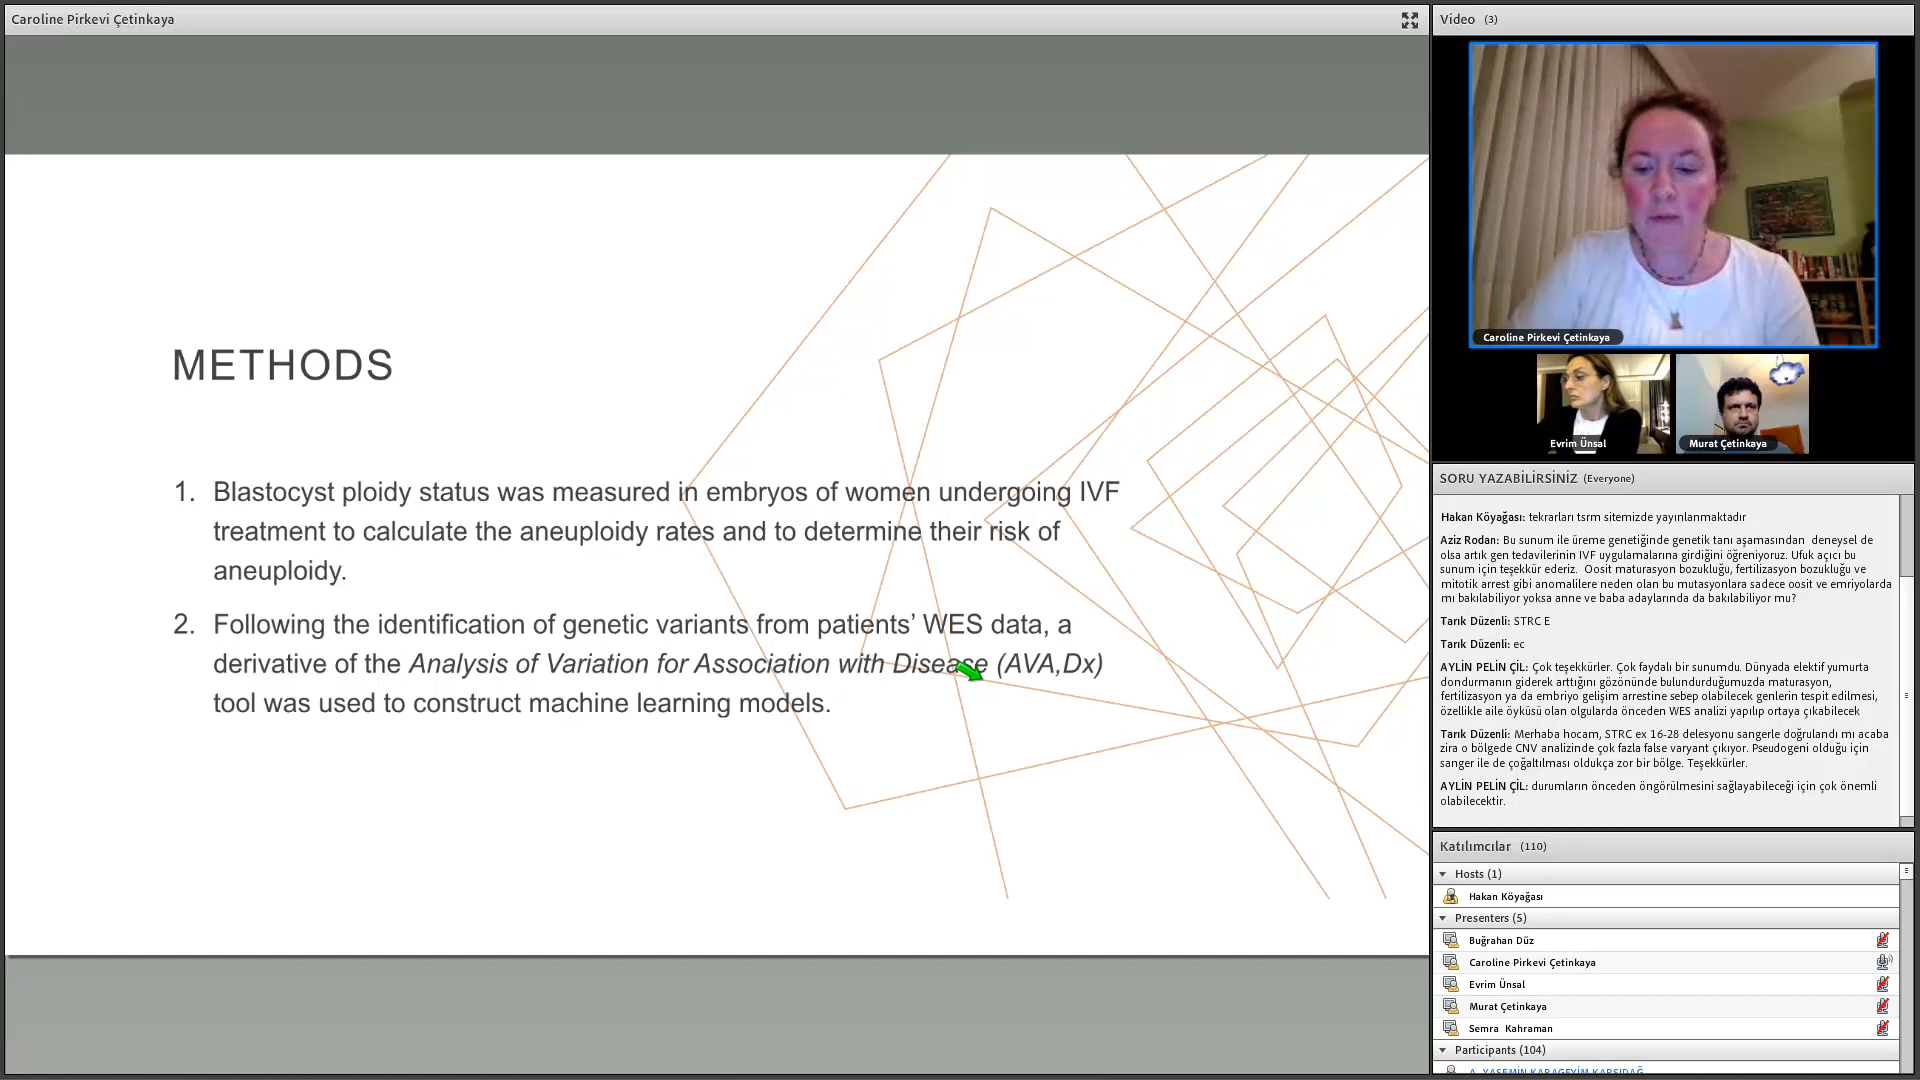 Caroline Pirkevi Çetinkaya
METHODS
1. Blastocyst ploidy status was measured in embryos of women undergoing IVF
treatment to calculate the aneuploidy rates and to determine their risk of
aneuploidy.
2. Following the identification of genetic variants from patients’ WES data, a
derivative of the Analysis of Variation for Association with Disease (AVA,Dx)
tool was used to construct machine learning models.
Video (3)
Caroline Pirkevi Çetinkaya
Evrim Ünsal
Murat Çetinkaya
SORU YAZABİLİRSİNİZ (Everyone)
Hakan Köyağası: tekrarları tsrm sitemizde yayınlanmaktadır
Aziz Rodan: Bu sunum ile üreme genetiğinde genetik tanı aşamasından deneysel de
olsa artık gen tedavilerinin IVF uygulamalarına girdiğini öğreniyoruz. Ufuk açıcı bu
sunum için teşekkür ederiz. Oosit maturasyon bozukluğu, fertilizasyon bozukluğu ve
mitotik arrest gibi anomalilere neden olan bu mutasyonlara sadece oosit ve emriyolarda
mı bakılabiliyor yoksa anne ve baba adaylarında da bakılabiliyor mu?
Tarık Düzenli: STRC E
Tarık Düzenli: ec
AYLİN PELİN ÇİL: Çok teşekkürler. Çok faydalı bir sunumdu. Dünyada elektif yumurta
dondurmanın giderek arttığını gözönünde bulundurduğumuzda maturasyon,
fertilizasyon ya da embriyo gelişim arrestine sebep olabilecek genlerin tespit edilmesi,
özellikle aile öyküsü olan olgularda önceden WES analizi yapılıp ortaya çıkabilecek
Tarık Düzenli: Merhaba hocam, STRC ex 16-28 delesyonu sangerle doğrulandı mı acaba
zira o bölgede CNV analizinde çok fazla false varyant çıkıyor. Pseudogeni olduğu için
sanger ile de çoğaltılması oldukça zor bir bölge. Teşekkürler.
AYLİN PELİN ÇİL: durumların önceden öngörülmesini sağlayabileceği için çok önemli
olabilecektir.
Katılımcılar (110)
Hosts (1)
Hakan Köyağası
Presenters (5)
Buğrahan Düz
Caroline Pirkevi Çetinkaya
Evrim Ünsal
Murat Çetinkaya
Semra Kahraman
Participants (104)
A. YASEMİN KARAGEYİM KARŞIDAĞ